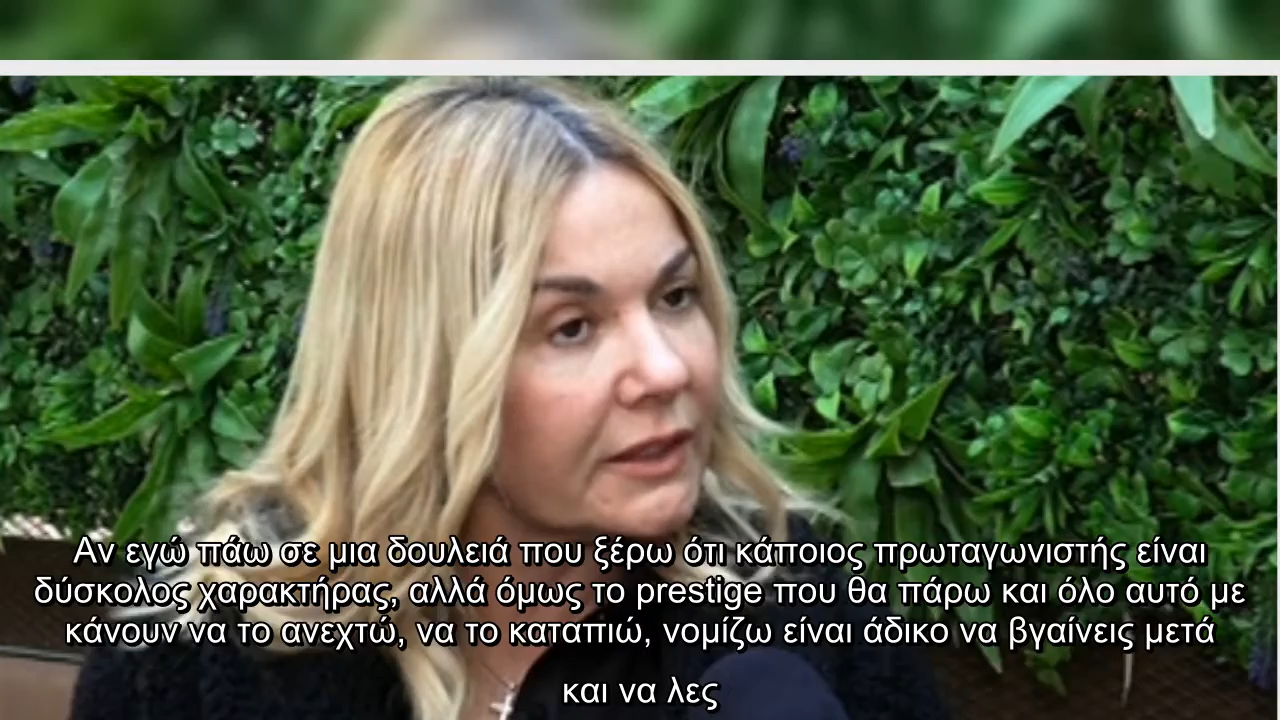 Αν εγώ πάω σε μια δουλειά που ξέρω ότι κάποιος πρωταγωνιστής είναι
δύσκολος χαρακτήρας, αλλά όμως το prestige που θα πάρω και όλο αυτό με
κάνουν να το ανεχτώ, να το καταπιώ, νομίζω είναι άδικο να βγαίνεις μετά
και να λες